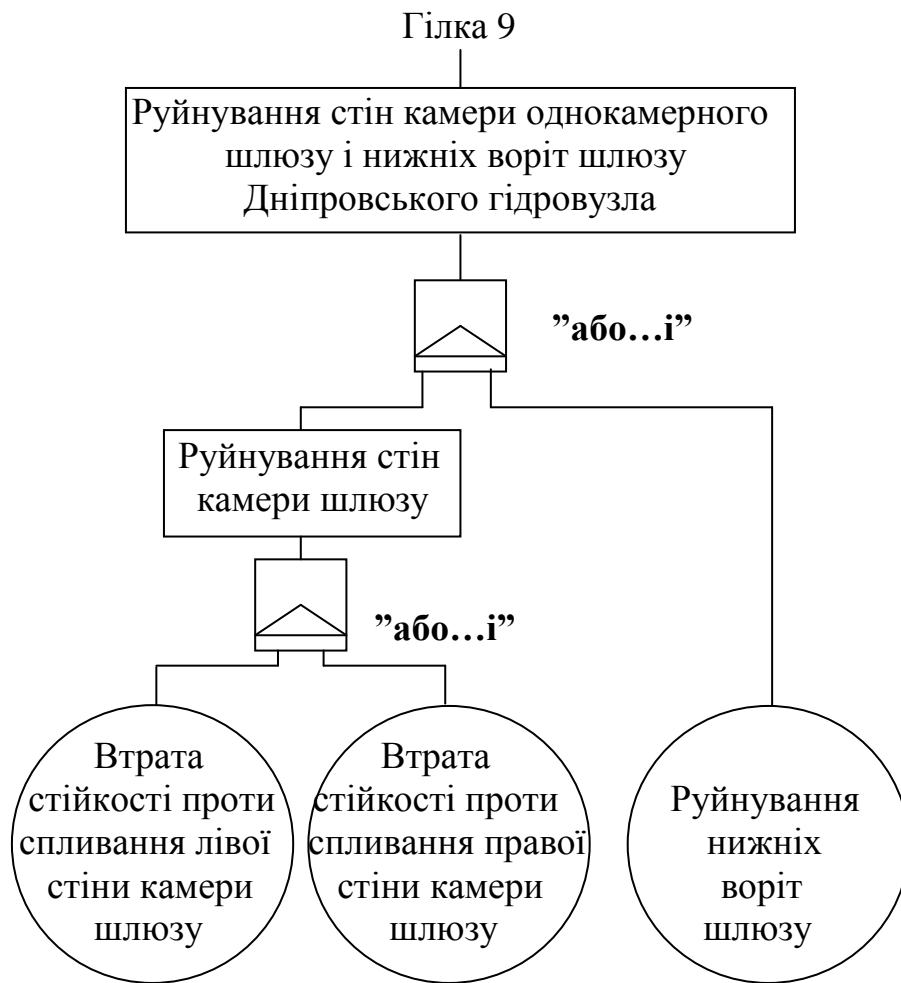 Гілка 9
Руйнування стін камери однокамерного
шлюзу і нижніх воріт шлюзу
Дніпровського гідровузла
”або…і”
Руйнування стін
камери шлюзу
”або…і”
Втрата
стійкості проти
спливання лівої
стіни камери
шлюзу
Втрата
стійкості проти
спливання правої
стіни камери
шлюзу
Руйнування
нижніх
воріт
шлюзу